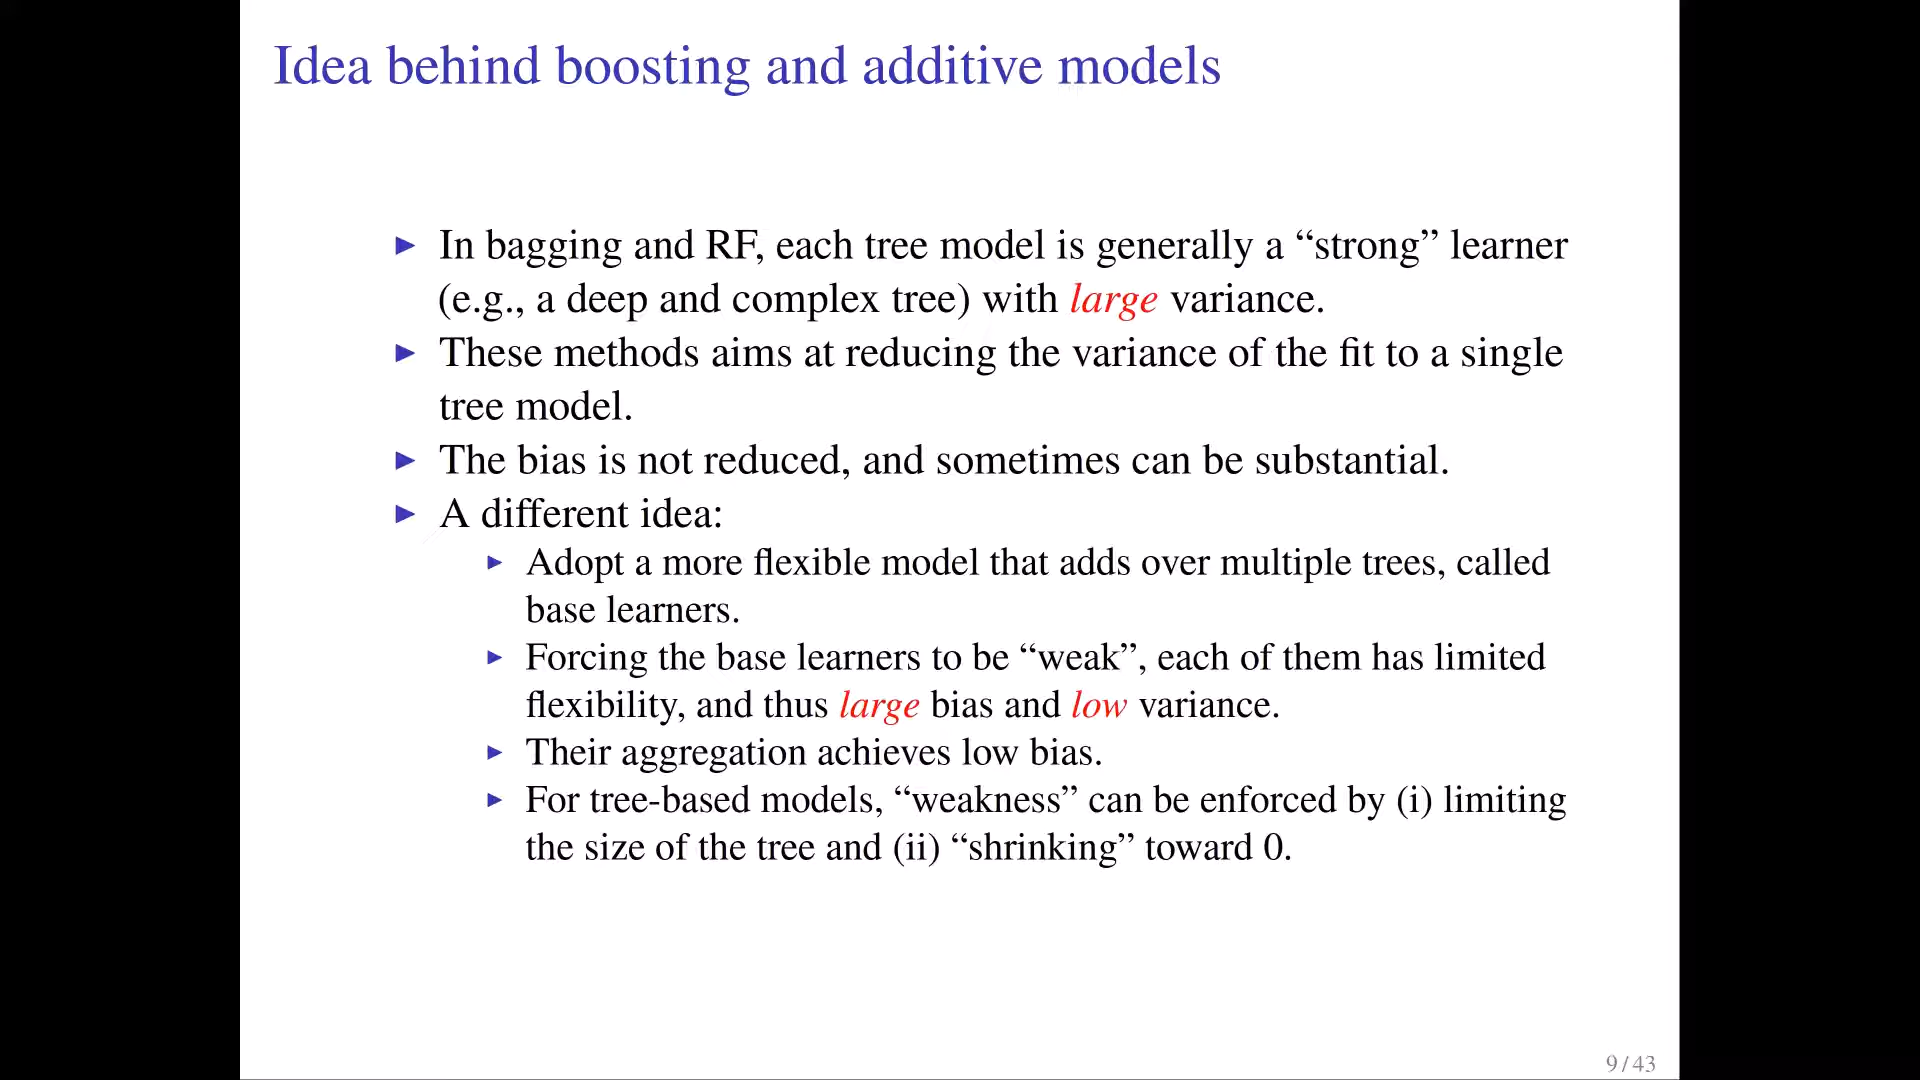 Idea behind boosting and additive models
▶ In bagging and RF, each tree model is generally a “strong” learner
(e.g., a deep and complex tree) with large variance.
▶ These methods aims at reducing the variance of the fit to a single
tree model.
▶ The bias is not reduced, and sometimes can be substantial.
▶ A different idea:
▶ Adopt a more flexible model that adds over multiple trees, called
base learners.
▶ Forcing the base learners to be “weak”, each of them has limited
flexibility, and thus large bias and low variance.
▶ Their aggregation achieves low bias.
▶ For tree-based models, “weakness” can be enforced by (i) limiting
the size of the tree and (ii) “shrinking” toward 0.
9 / 43